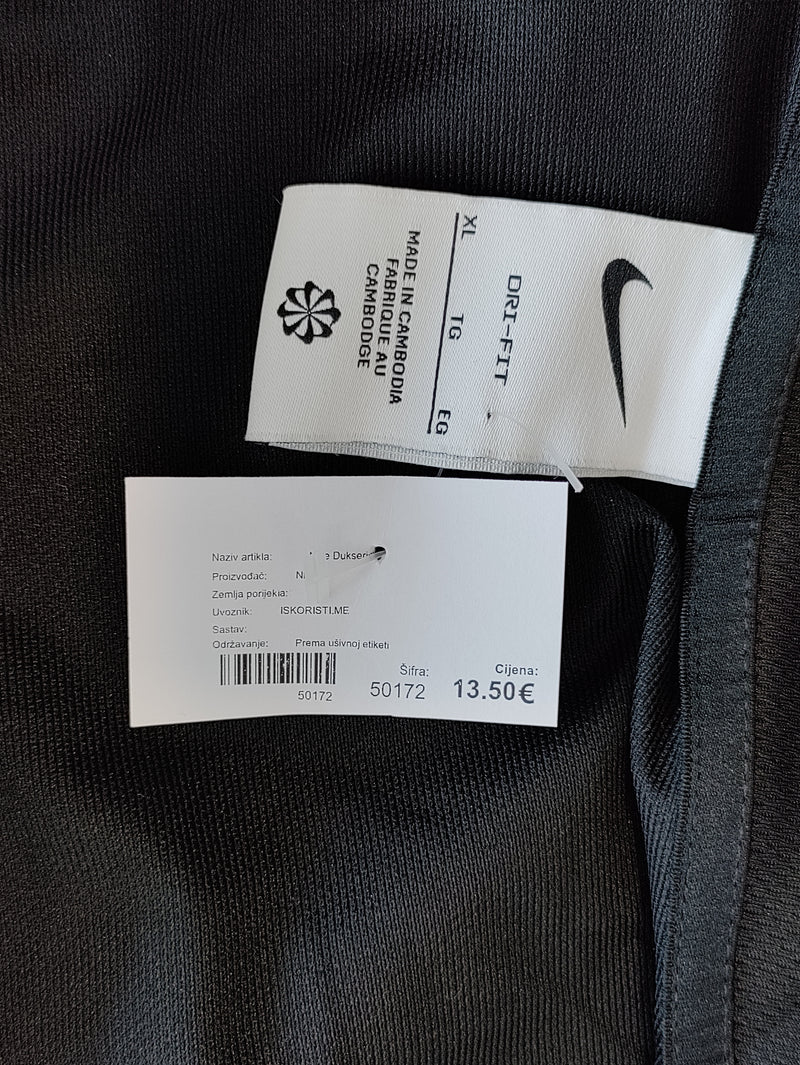 DRI-FIT
XL TG EG
MADE IN CAMBODIA
FABRIQUE AU
CAMBODGE
Naziv artikla:
Proizvođač:
Zemlja porijekla:
Uvoznik: ISKORISTI.ME
Sastav:
Održavanje: Prema ušivnoj etiketi
50172
Šifra:
50172
Cijena:
13.50€